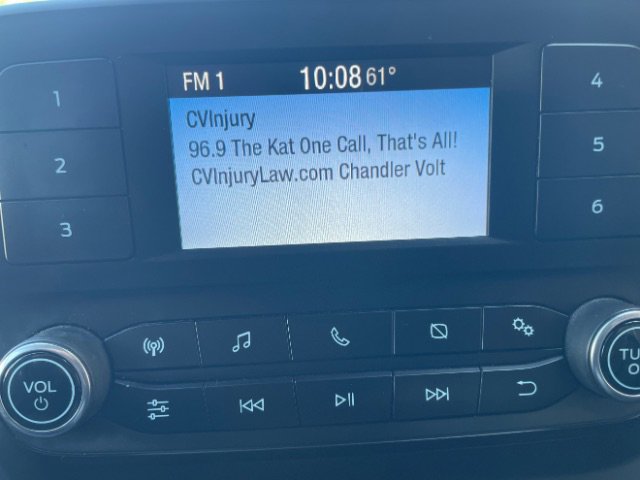 FM 1 10:08 61°
1
4
CVInjury
96.9 The Kat One Call, That's All!
CVInjuryLaw.com Chandler Volt
2
5
3
6
VOL
TU
O